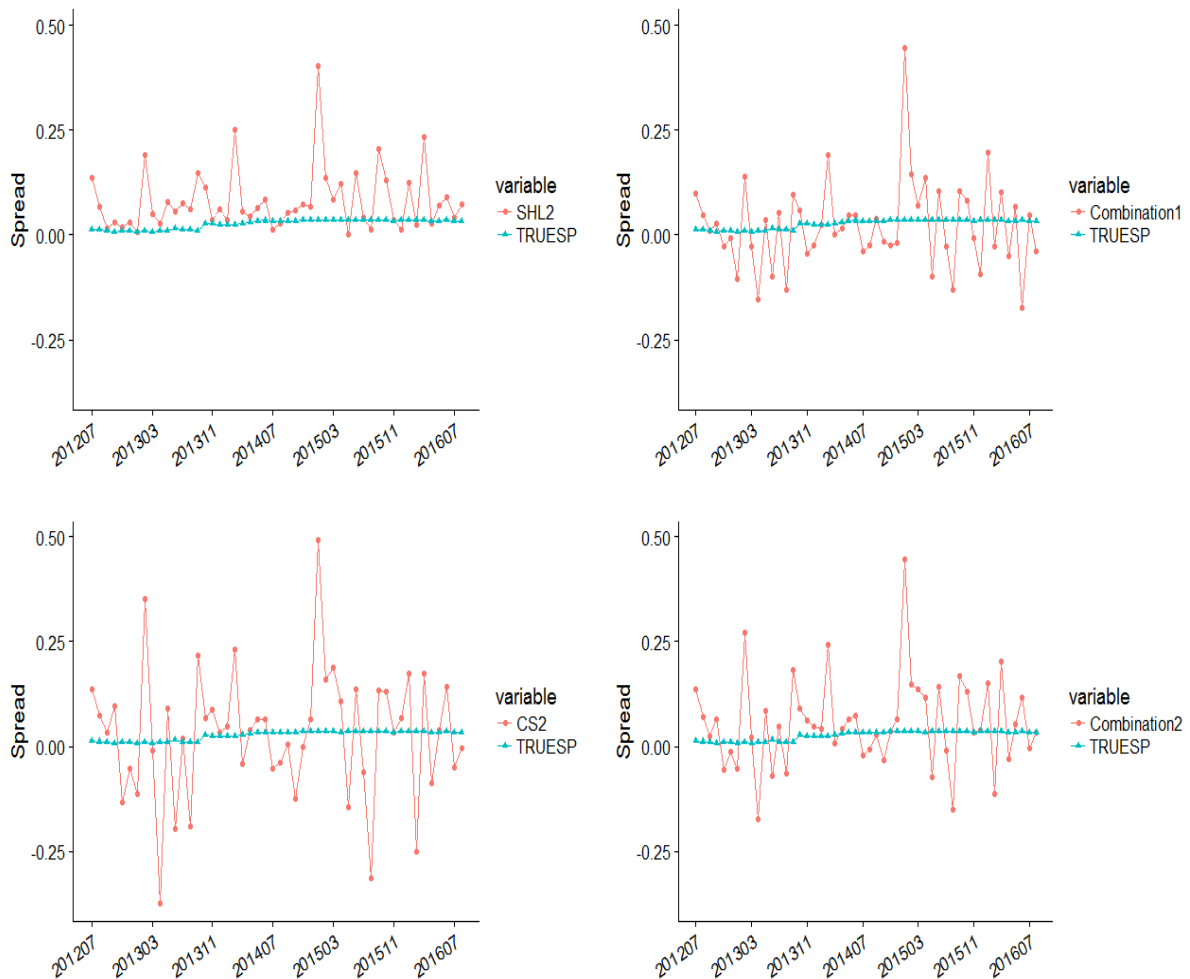 0.50
0.25
0.00
-0.25
Spread
201207
201303
201311
201407
201503
201511
201607
variable
SHL2
TRUESP
0.50
0.25
0.00
-0.25
Spread
201207
201303
201311
201407
201503
201511
201607
variable
Combination1
TRUESP
0.50
0.25
0.00
-0.25
Spread
201207
201303
201311
201407
201503
201511
201607
variable
CS2
TRUESP
0.50
0.25
0.00
-0.25
Spread
201207
201303
201311
201407
201503
201511
201607
variable
Combination2
TRUESP